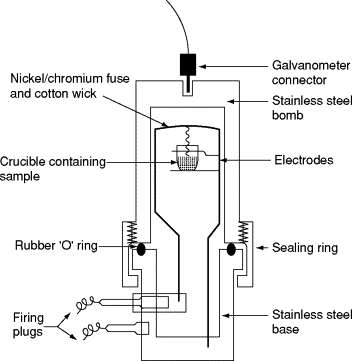 Galvanometer
connector
Nickel/chromium fuse
and cotton wick
Stainless steel
bomb
Crucible containing
sample
Electrodes
Rubber 'O' ring
Sealing ring
Firing
plugs
Stainless steel
base